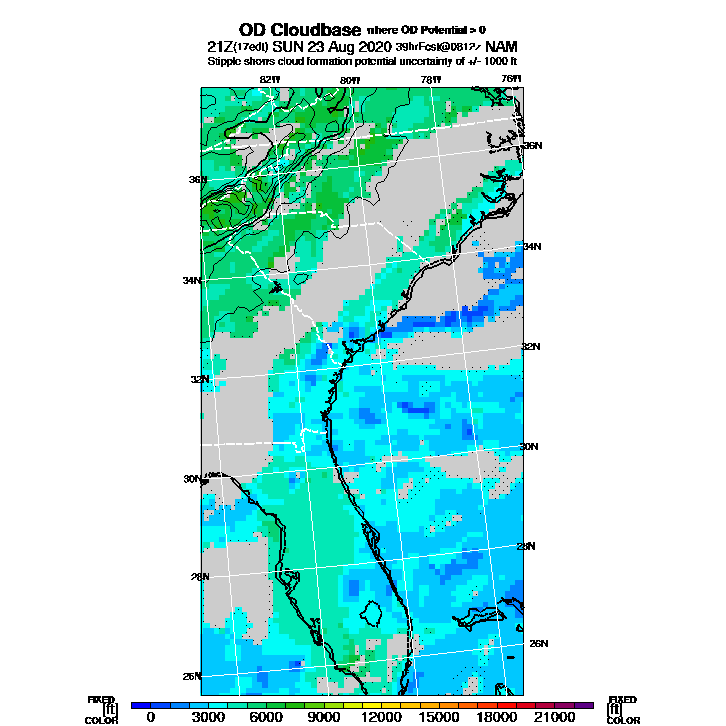 OD Cloudbase where OD Potential > 0
21Z(17edt) SUN 23 Aug 2020 39hrFcst@0812z NAM
Stipple shows cloud formation potential uncertainty of +/- 1000 ft
82W 80W 78W 76W
36N
36N
34N
34N
32N
32N
30N
30N
28N
28N
26N
26N
FIXED FIXED
[ft] [ft]
COLOR COLOR
0 3000 6000 9000 12000 15000 18000 21000